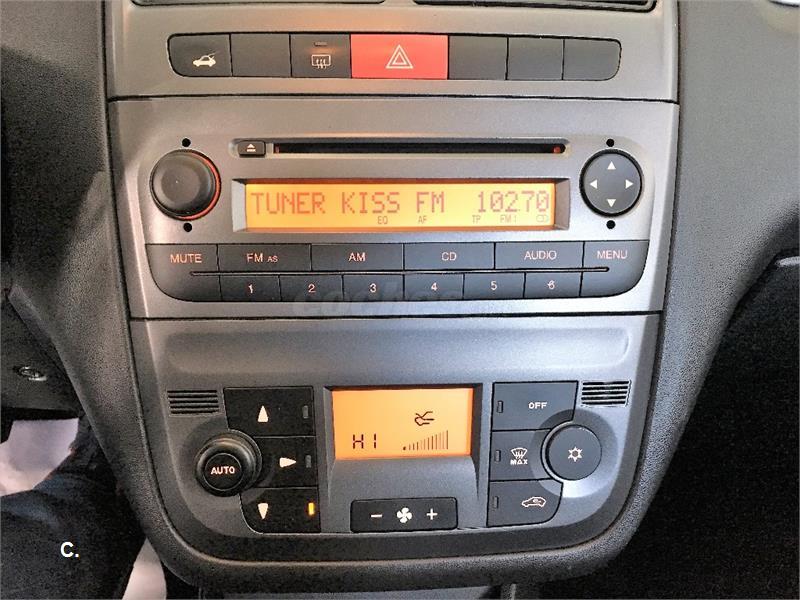 TUNER KISS FM 10270
EQ AF TP FM1
MUTE FM AS AM CD AUDIO MENU
1 2 3 4 5 6
coches
OFF
HI
AUTO
MAX
- +
C.